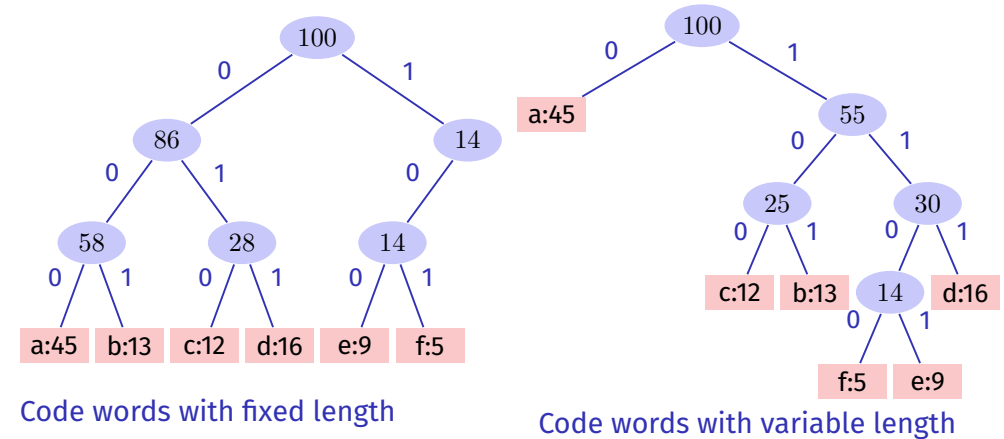 100
0 1
86 14
0 1 0
58 28 14
0 1 0 1 0 1
a:45 b:13 c:12 d:16 e:9 f:5
Code words with fixed length
100
0 1
a:45 55
0 1
25 30
0 1 0 1
c:12 b:13 14 d:16
0 1
f:5 e:9
Code words with variable length